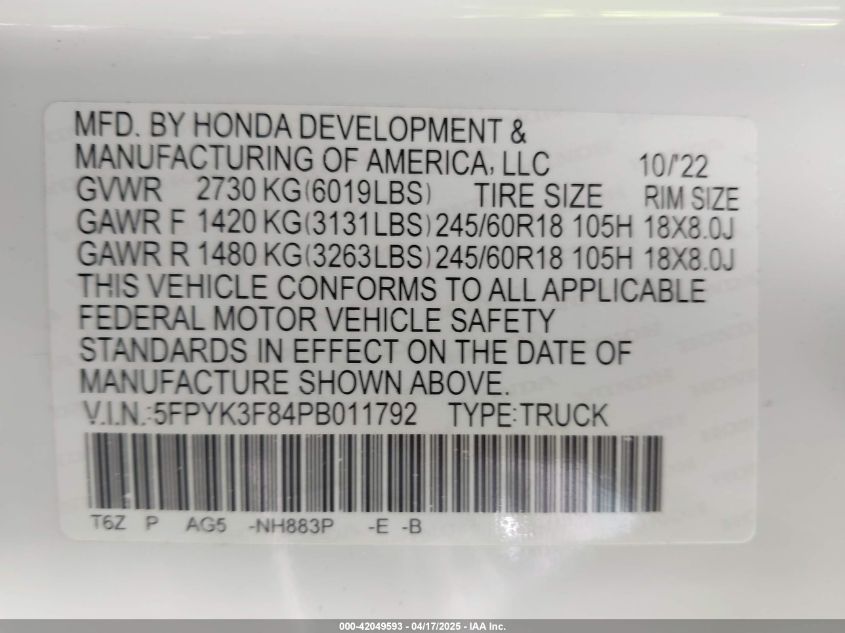 MFD. BY HONDA DEVELOPMENT &
MANUFACTURING OF AMERICA, LLC 10/'22
GVWR 2730 KG(6019LBS) TIRE SIZE RIM SIZE
GAWR F 1420 KG(3131LBS) 245/60R18 105H 18X8.0J
GAWR R 1480 KG(3263LBS) 245/60R18 105H 18X8.0J
THIS VEHICLE CONFORMS TO ALL APPLICABLE
FEDERAL MOTOR VEHICLE SAFETY
STANDARDS IN EFFECT ON THE DATE OF
MANUFACTURE SHOWN ABOVE.
V.I.N.:5FPYK3F84PB011792 TYPE:TRUCK
T6Z P AG5 -NH883P -E -B
000-42049593 - 04/17/2025 - IAA Inc.